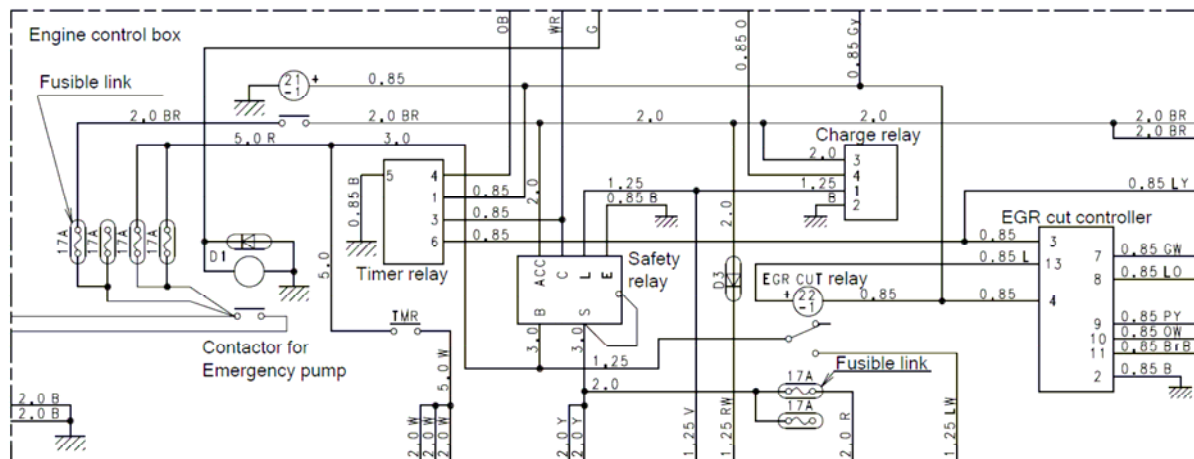 Engine control box
OB
WR
G
0.85 O
0.85 Gy
Fusible link
21
-1
+
0.85
2.0 BR
2.0 BR
2.0
2.0
2.0 BR
2.0 BR
5.0 R
3.0
Charge relay
2.0
3
4
1.25
1
B
2
5
4
1
3
6
0.85 B
0.85
0.85
0.85
2.0
1.25
0.85 B
2.0
0.85 LY
EGR cut controller
17A
17A
17A
17A
D1
Timer relay
5.0
ACC
C
L
E
B
S
Safety
relay
D3
EGR CUT relay
+
22
-1
0.85
0.85
0.85 L
0.85
3
13
4
7
8
9
10
11
2
0.85 GW
0.85 LO
0.85 PY
0.85 OW
0.85 BrB
0.85 B
TMR
Contactor for
Emergency pump
3.0
3.0
1.25
5.0 W
2.0
Fusible link
17A
17A
2.0 B
2.0 B
2.0 W
2.0 W
2.0 W
2.0 Y
2.0 Y
1.25 V
1.25 RW
2.0 R
1.25 LW